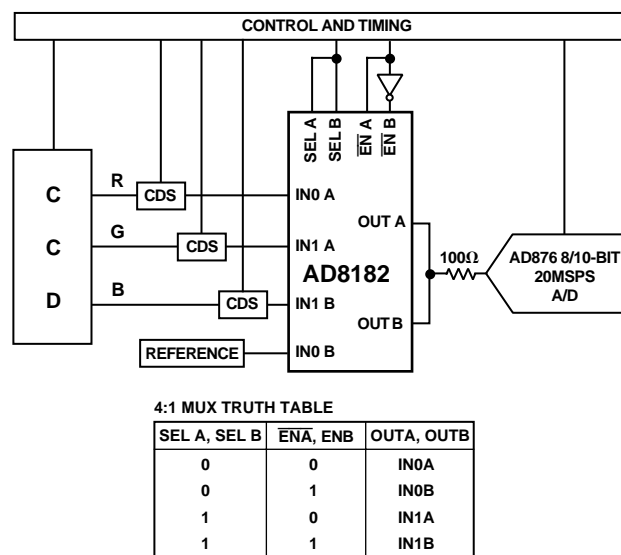 CONTROL AND TIMING
SEL A
SEL B
EN A
EN B
C
C
D
R
G
B
CDS
CDS
CDS
REFERENCE
IN0 A
IN1 A
IN1 B
IN0 B
AD8182
OUT A
OUT B
100Ω
AD876 8/10-BIT
20MSPS
A/D
4:1 MUX TRUTH TABLE
SEL A, SEL B ENA, ENB OUTA, OUTB
0 0 IN0A
0 1 IN0B
1 0 IN1A
1 1 IN1B